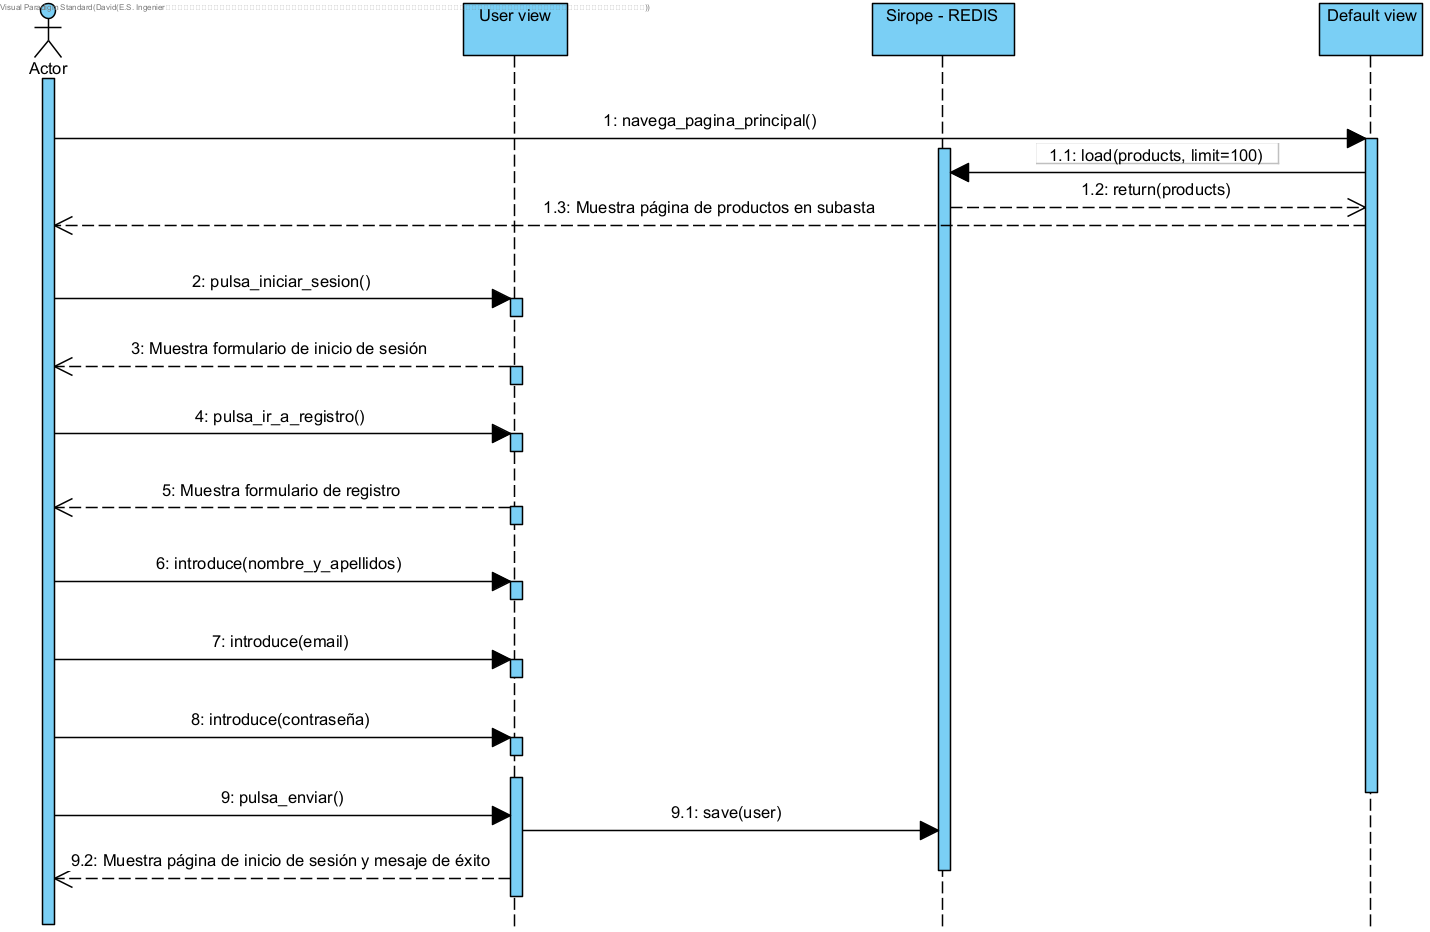 Visual Paradigm Standard(David(E.S. Ingenier
User view
Sirope - REDIS
Default view
Actor
1: navega_pagina_principal()
1.1: load(products, limit=100)
1.2: return(products)
1.3: Muestra página de productos en subasta
2: pulsa_iniciar_sesion()
3: Muestra formulario de inicio de sesión
4: pulsa_ir_a_registro()
5: Muestra formulario de registro
6: introduce(nombre_y_apellidos)
7: introduce(email)
8: introduce(contraseña)
9: pulsa_enviar()
9.1: save(user)
9.2: Muestra página de inicio de sesión y mesaje de éxito